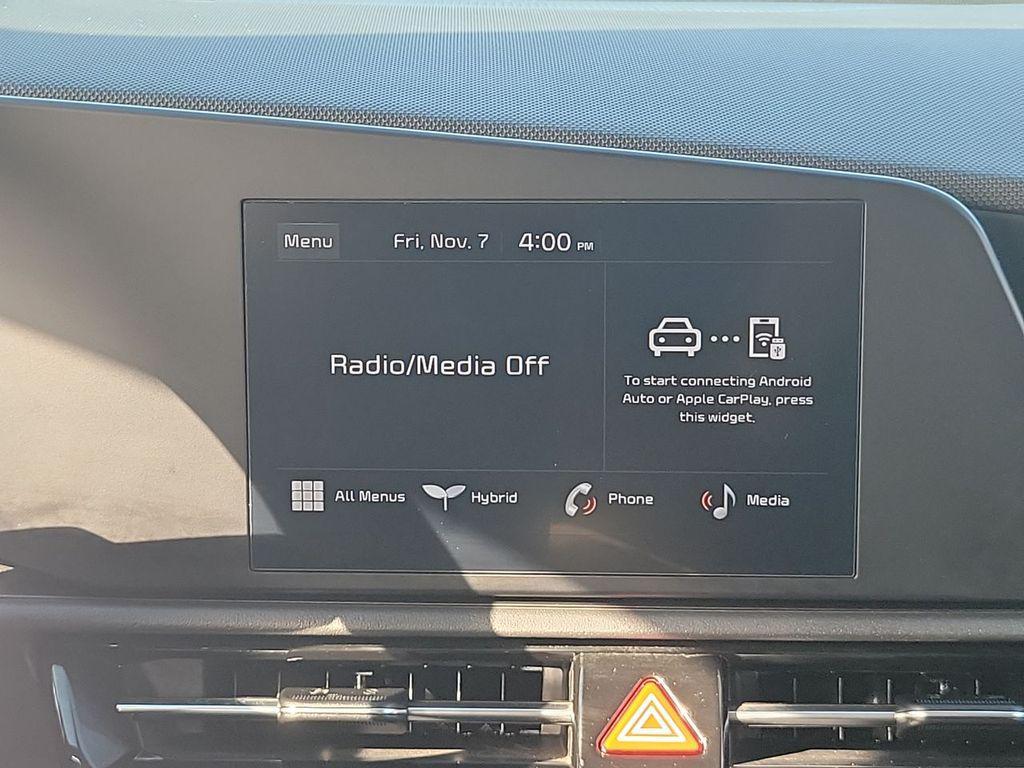 Menu
Fri, Nov. 7 4:00 PM
Radio/Media Off
To start connecting Android
Auto or Apple CarPlay, press
this widget.
All Menus
Hybrid
Phone
Media